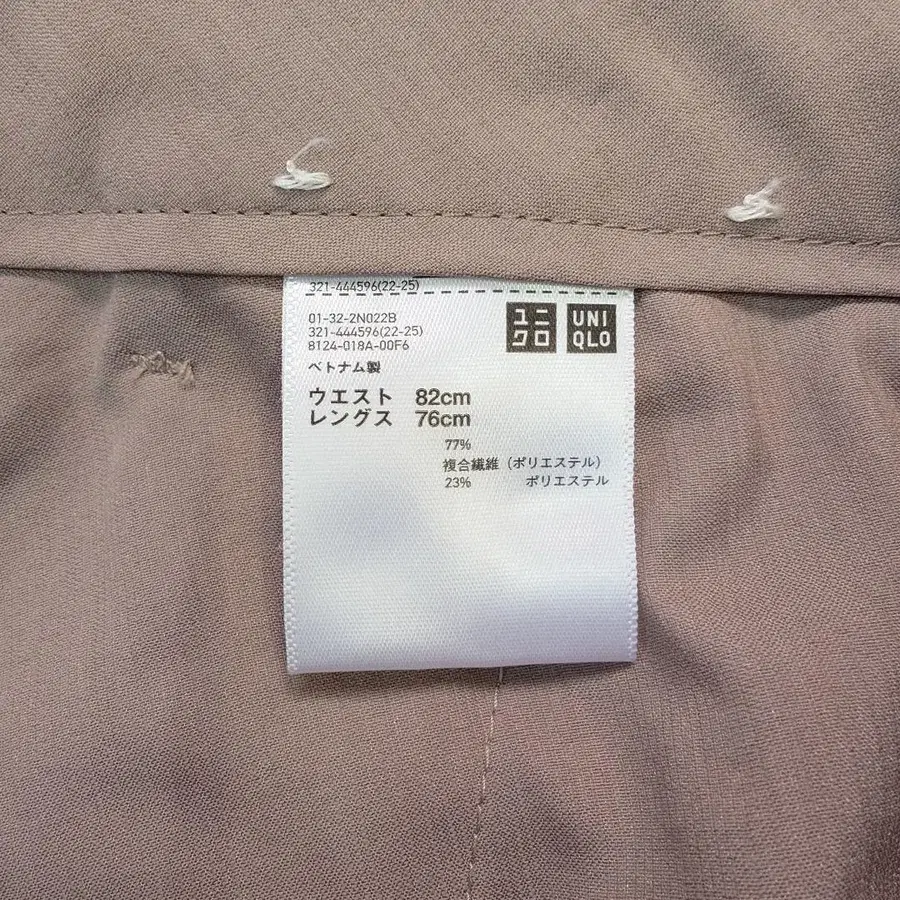 321-444596(22-25)
01-32-2N022B
321-444596(22-25)
8124-018A-00F6
ユニ
クロ
UNI
QLO
ベトナム製
ウエスト 82cm
レングス 76cm
77%
複合繊維（ポリエステル）
23% ポリエステル